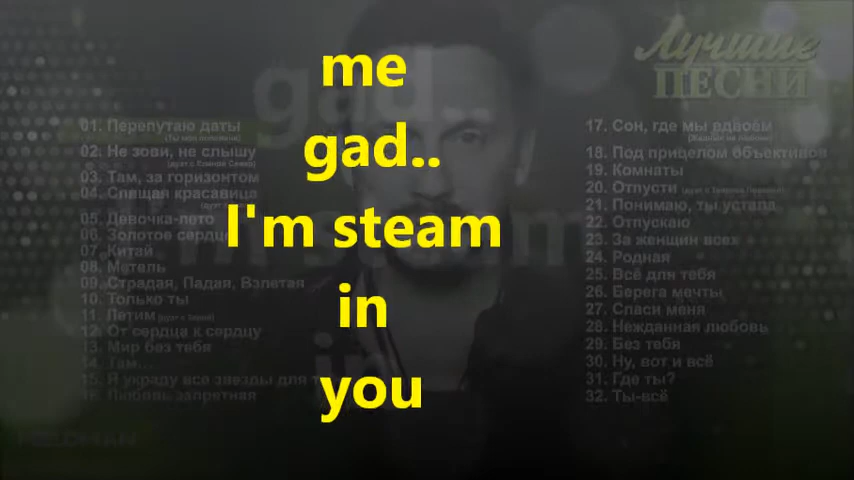 me
gad..
I'm steam
in
you
Лучшие
ПЕСНИ
01. Перепутаю даты
02. Не зови, не слышу
03. Там, за горизонтом
04. Спящая красавица
05. Девочка-лето
06. Золотое сердце
07. Китай
08. Метель
09. Страдая, Падая, Взлетая
10. Только ты
11. Летим
12. От сердца к сердцу
13. Мир без тебя
14. Там...
15. Я украду все звезды для т
16. Любовь запретная
17. Сон, где мы вдвоём
18. Под прицелом объективов
19. Комнаты
20. Отпусти
21. Понимаю, ты устала
22. Отпускаю
23. За женщин всех
24. Родная
25. Всё для тебя
26. Берега мечты
27. Спаси меня
28. Нежданная любовь
29. Без тебя
30. Ну, вот и всё
31. Где ты?
32. Ты-всё